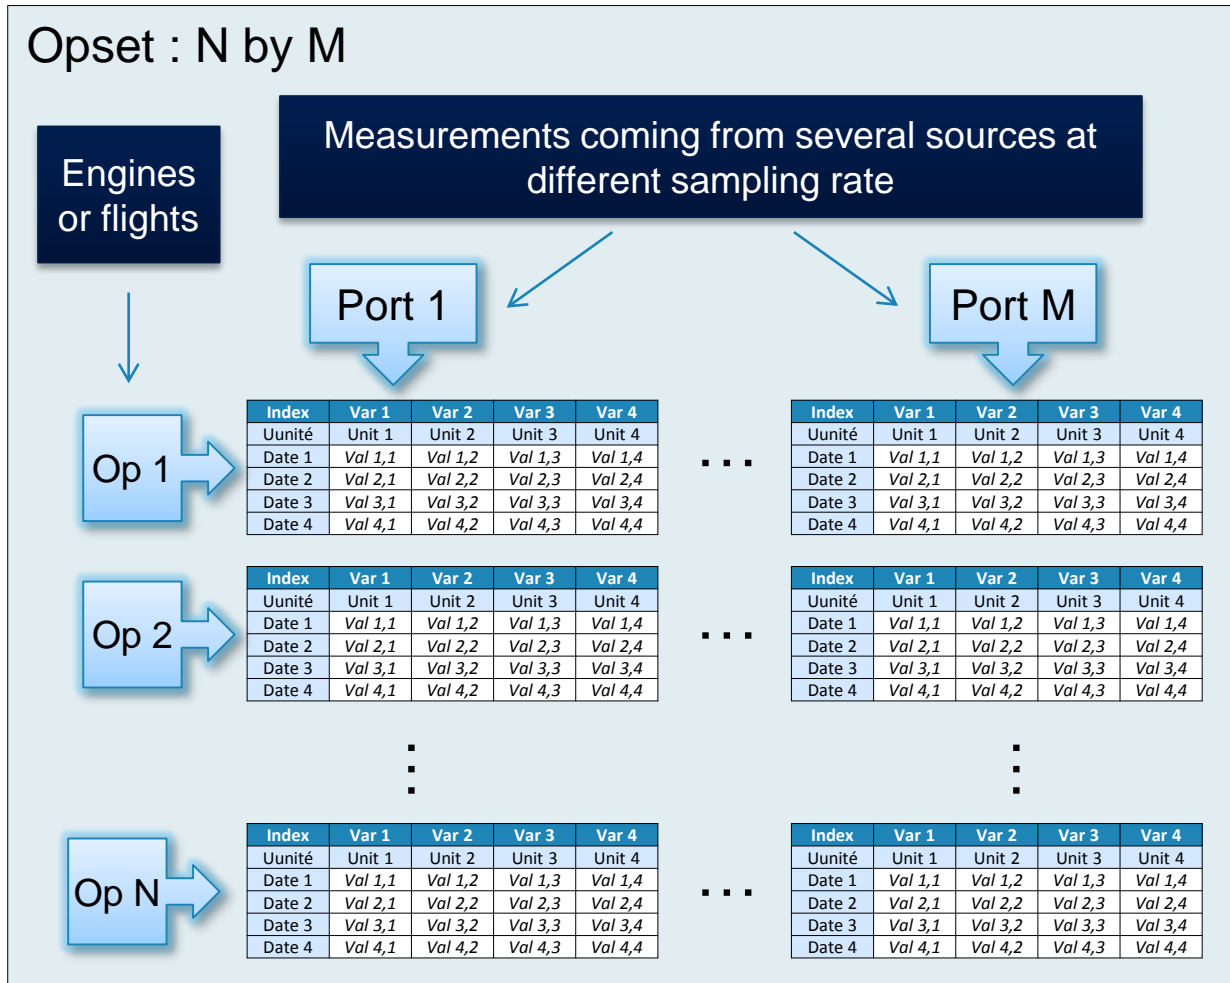 Opset : N by M
Engines
or flights
Measurements coming from several sources at
different sampling rate
Port 1
Port M
Op 1
Index Var 1 Var 2 Var 3 Var 4
Uunité Unit 1 Unit 2 Unit 3 Unit 4
Date 1 Val 1,1 Val 1,2 Val 1,3 Val 1,4
Date 2 Val 2,1 Val 2,2 Val 2,3 Val 2,4
Date 3 Val 3,1 Val 3,2 Val 3,3 Val 3,4
Date 4 Val 4,1 Val 4,2 Val 4,3 Val 4,4
...
Index Var 1 Var 2 Var 3 Var 4
Uunité Unit 1 Unit 2 Unit 3 Unit 4
Date 1 Val 1,1 Val 1,2 Val 1,3 Val 1,4
Date 2 Val 2,1 Val 2,2 Val 2,3 Val 2,4
Date 3 Val 3,1 Val 3,2 Val 3,3 Val 3,4
Date 4 Val 4,1 Val 4,2 Val 4,3 Val 4,4
Op 2
Index Var 1 Var 2 Var 3 Var 4
Uunité Unit 1 Unit 2 Unit 3 Unit 4
Date 1 Val 1,1 Val 1,2 Val 1,3 Val 1,4
Date 2 Val 2,1 Val 2,2 Val 2,3 Val 2,4
Date 3 Val 3,1 Val 3,2 Val 3,3 Val 3,4
Date 4 Val 4,1 Val 4,2 Val 4,3 Val 4,4
...
Index Var 1 Var 2 Var 3 Var 4
Uunité Unit 1 Unit 2 Unit 3 Unit 4
Date 1 Val 1,1 Val 1,2 Val 1,3 Val 1,4
Date 2 Val 2,1 Val 2,2 Val 2,3 Val 2,4
Date 3 Val 3,1 Val 3,2 Val 3,3 Val 3,4
Date 4 Val 4,1 Val 4,2 Val 4,3 Val 4,4
...
...
Op N
Index Var 1 Var 2 Var 3 Var 4
Uunité Unit 1 Unit 2 Unit 3 Unit 4
Date 1 Val 1,1 Val 1,2 Val 1,3 Val 1,4
Date 2 Val 2,1 Val 2,2 Val 2,3 Val 2,4
Date 3 Val 3,1 Val 3,2 Val 3,3 Val 3,4
Date 4 Val 4,1 Val 4,2 Val 4,3 Val 4,4
...
Index Var 1 Var 2 Var 3 Var 4
Uunité Unit 1 Unit 2 Unit 3 Unit 4
Date 1 Val 1,1 Val 1,2 Val 1,3 Val 1,4
Date 2 Val 2,1 Val 2,2 Val 2,3 Val 2,4
Date 3 Val 3,1 Val 3,2 Val 3,3 Val 3,4
Date 4 Val 4,1 Val 4,2 Val 4,3 Val 4,4